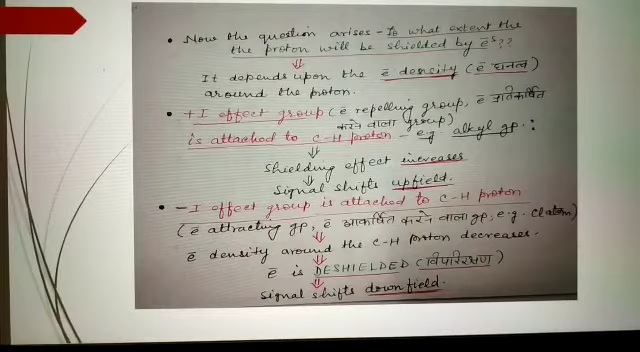 • Now the question arises - To what extent the
the proton will be shielded by ēs??
⇓
It depends upon the ē density (ē घनत्व)
around the proton.
• +I effect group (ē repelling group, ē प्रतिकर्षित
करने वाला group)
is attached to C-H proton - e.g. alkyl gp. :
⇓
Shielding effect increases
⇓
Signal shifts upfield.
• -I effect group is attached to C-H proton
(ē attracting gp, ē आकर्षित करने वाला gp, e.g. Cl atom)
⇓
ē density around the C-H proton decreases.
⇓
ē is DESHIELDED (विपरिरक्षण)
⇓
Signal shifts downfield.